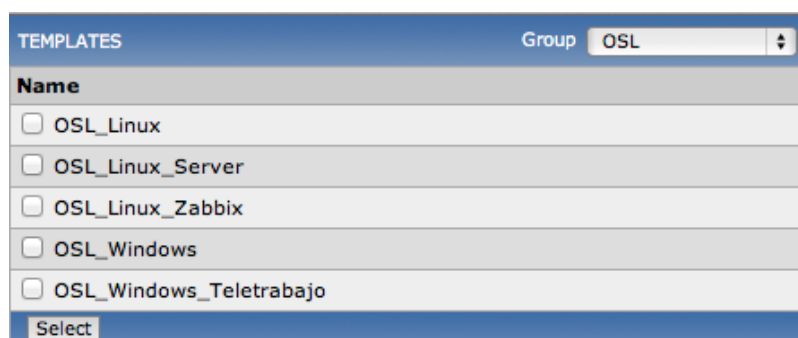 TEMPLATES Group OSL
Name
OSL_Linux
OSL_Linux_Server
OSL_Linux_Zabbix
OSL_Windows
OSL_Windows_Teletrabajo
Select